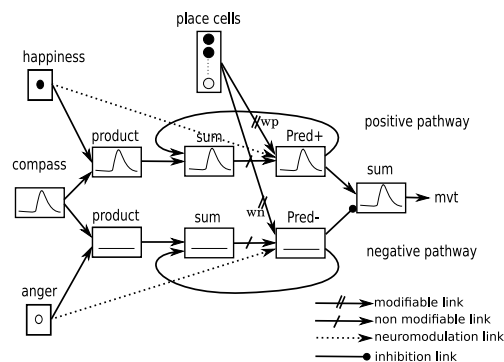 place cells
happiness
product
sum
wp
Pred+
positive pathway
compass
sum
mvt
product
sum
wn
Pred-
negative pathway
anger
modifiable link
non modifiable link
neuromodulation link
inhibition link